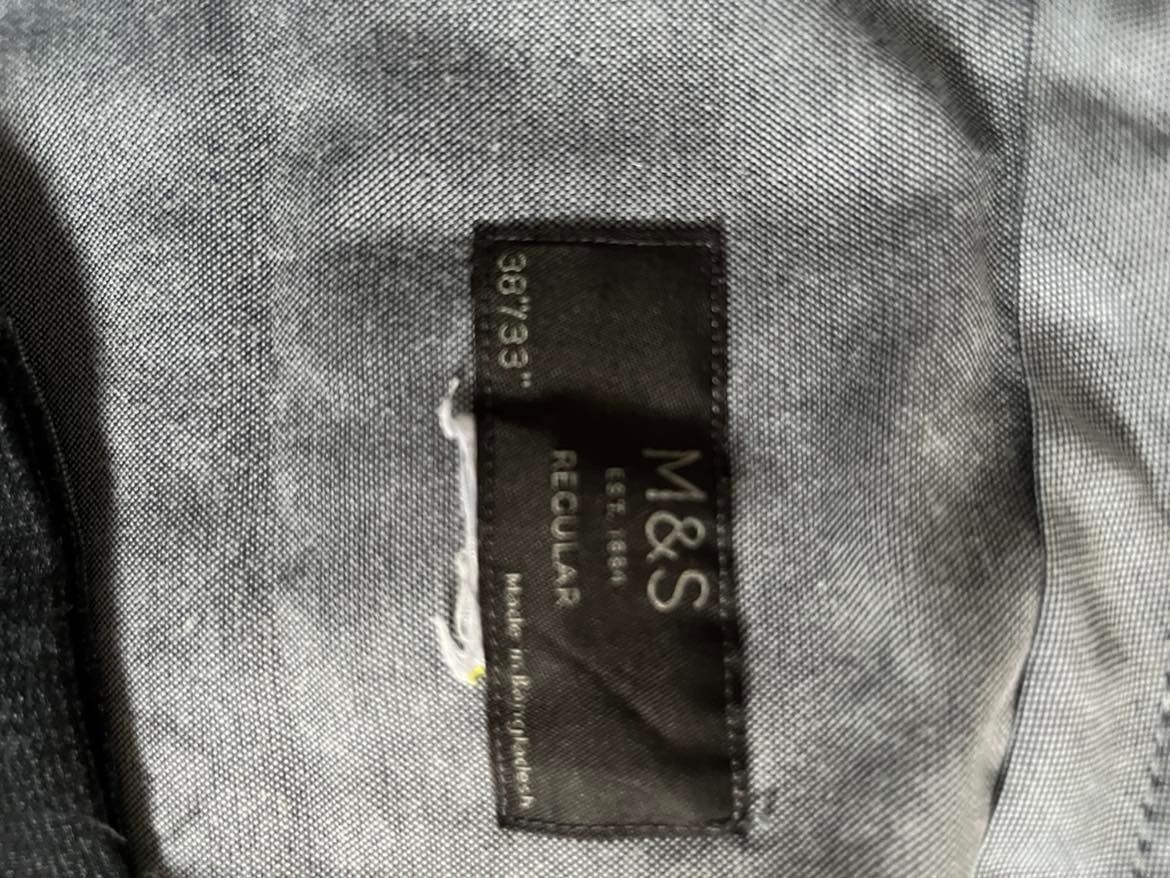 M&S
EST. 1884
REGULAR
38"/33" Made in Bangladesh